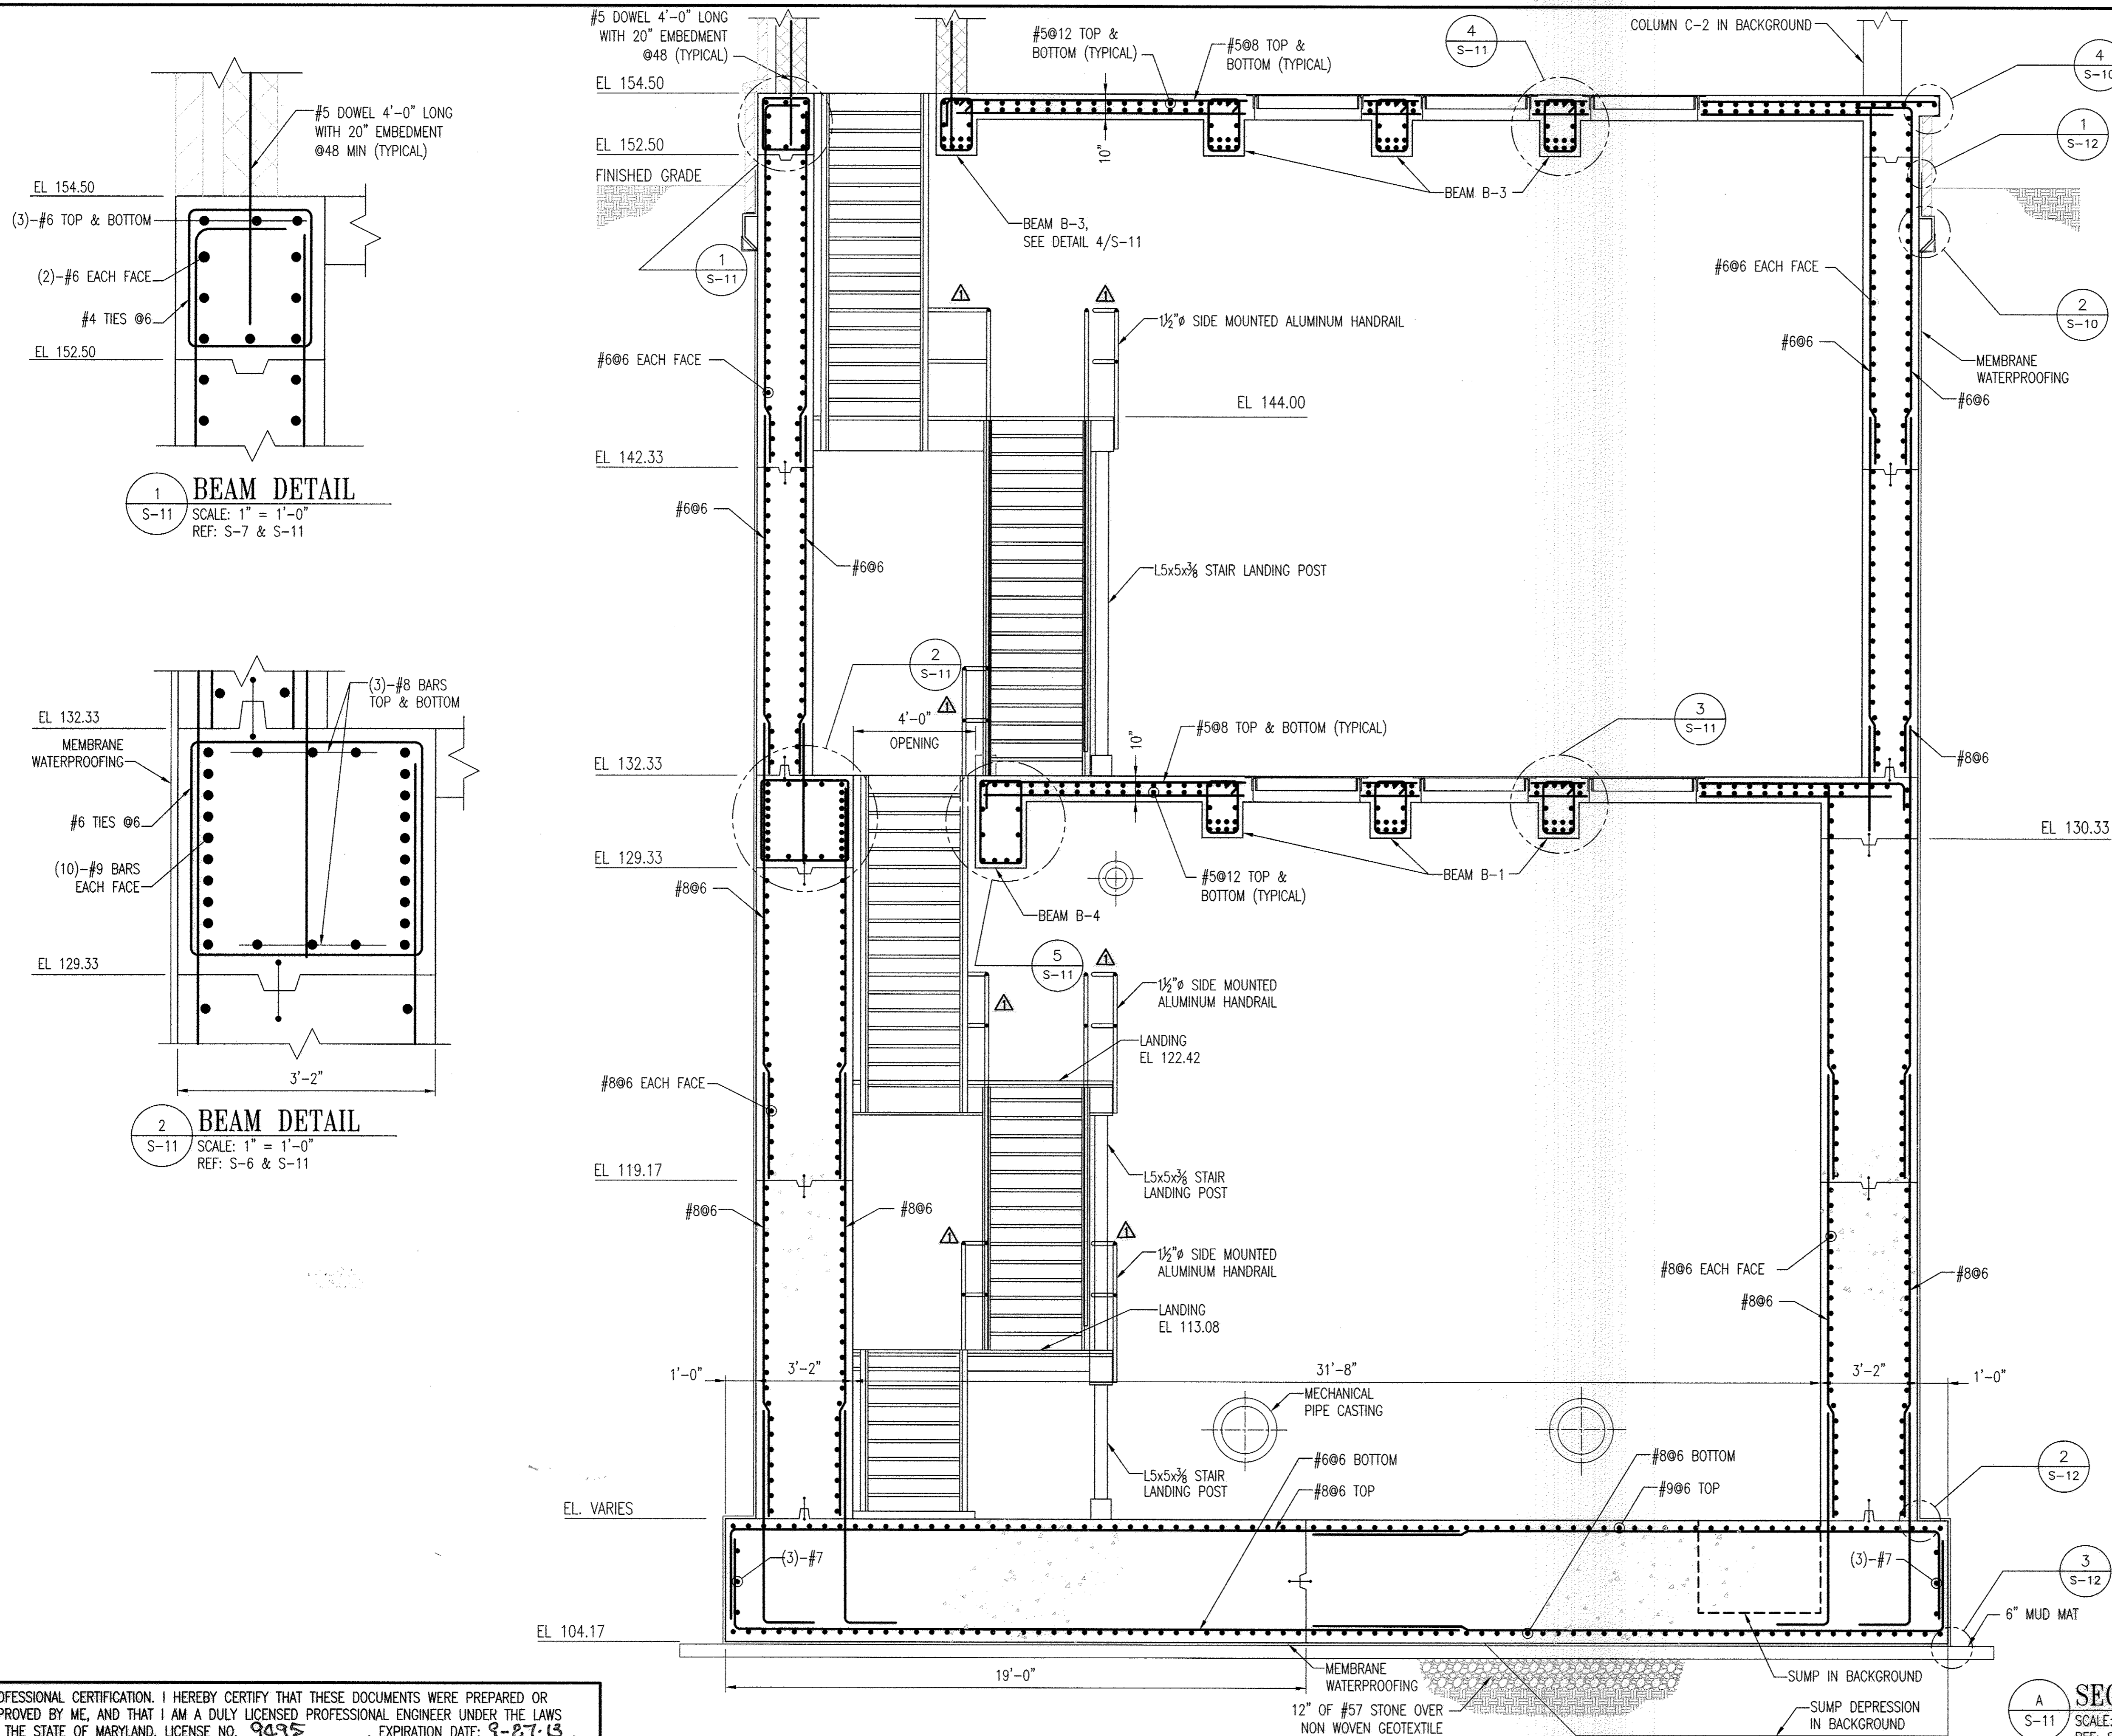 #5 DOWEL 4'-0" LONG
WITH 20" EMBEDMENT
@48 MIN (TYPICAL)
EL 154.50
(3)-#6 TOP & BOTTOM
(2)-#6 EACH FACE
#4 TIES @6
EL 152.50
1
S-11
BEAM DETAIL
SCALE: 1" = 1'-0"
REF: S-7 & S-11
(3)-#8 BARS
TOP & BOTTOM
EL 132.33
MEMBRANE
WATERPROOFING
#6 TIES @6
(10)-#9 BARS
EACH FACE
EL 129.33
3'-2"
2
S-11
BEAM DETAIL
SCALE: 1" = 1'-0"
REF: S-6 & S-11
#5 DOWEL 4'-0" LONG
WITH 20" EMBEDMENT
@48 (TYPICAL)
#5@12 TOP &
BOTTOM (TYPICAL)
#5@8 TOP &
BOTTOM (TYPICAL)
4
S-11
COLUMN C-2 IN BACKGROUND
4
S-10
EL 154.50
1
S-12
EL 152.50
10"
FINISHED GRADE
BEAM B-3
BEAM B-3,
SEE DETAIL 4/S-11
1
S-11
#6@6 EACH FACE
2
S-10
1
1
1½"ø SIDE MOUNTED ALUMINUM HANDRAIL
#6@6
MEMBRANE
WATERPROOFING
#6@6 EACH FACE
#6@6
EL 144.00
EL 142.33
#6@6
#6@6
L5x5x⅜ STAIR LANDING POST
2
S-11
1
4'-0"
OPENING
#5@8 TOP & BOTTOM (TYPICAL)
10"
3
S-11
#8@6
EL 132.33
EL 130.33
EL 129.33
#8@6
#5@12 TOP &
BOTTOM (TYPICAL)
BEAM B-1
BEAM B-4
5
S-11
1
1
1½"ø SIDE MOUNTED
ALUMINUM HANDRAIL
LANDING
EL 122.42
#8@6 EACH FACE
EL 119.17
L5x5x⅜ STAIR
LANDING POST
#8@6
#8@6
1
1
1½"ø SIDE MOUNTED
ALUMINUM HANDRAIL
#8@6 EACH FACE
#8@6
#8@6
LANDING
EL 113.08
1'-0"
3'-2"
31'-8"
3'-2"
1'-0"
MECHANICAL
PIPE CASTING
#6@6 BOTTOM
#8@6 BOTTOM
L5x5x⅜ STAIR
LANDING POST
#8@6 TOP
#9@6 TOP
2
S-12
EL. VARIES
(3)-#7
(3)-#7
3
S-12
6" MUD MAT
EL 104.17
19'-0"
MEMBRANE
WATERPROOFING
SUMP IN BACKGROUND
12" OF #57 STONE OVER
NON WOVEN GEOTEXTILE
SUMP DEPRESSION
IN BACKGROUND
A
S-11
SCALE:
OFESSIONAL CERTIFICATION. I HEREBY CERTIFY THAT THESE DOCUMENTS WERE PREPARED OR
PROVED BY ME, AND THAT I AM A DULY LICENSED PROFESSIONAL ENGINEER UNDER THE LAWS
THE STATE OF MARYLAND, LICENSE NO. 9495, EXPIRATION DATE: 9-27-13.